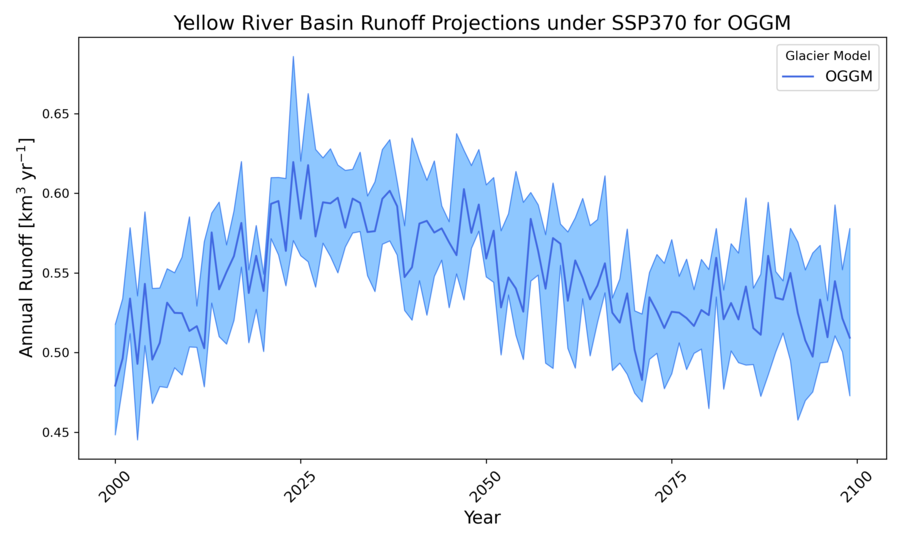 Yellow River Basin Runoff Projections under SSP370 for OGGM
Glacier Model
OGGM
Annual Runoff [km³ yr⁻¹]
0.65
0.60
0.55
0.50
0.45
2000
2025
2050
2075
2100
Year